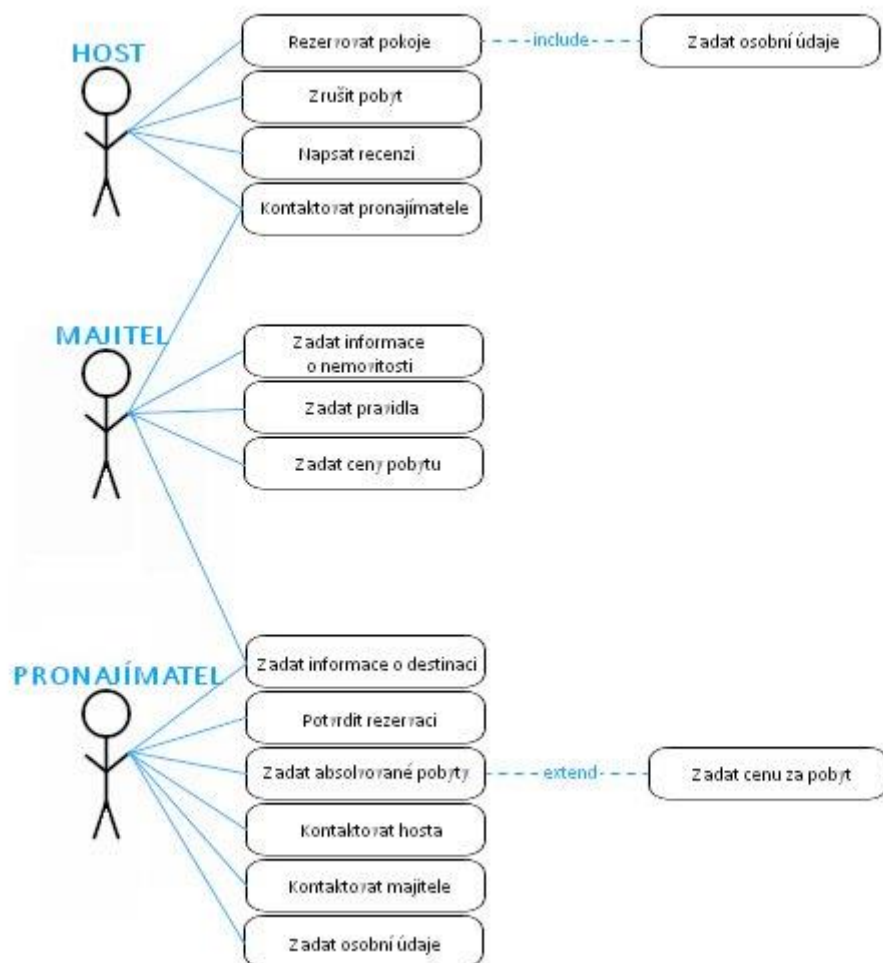 HOST
Rezervovat pokoje
include
Zadat osobní údaje
Zrušit pobyt
Napsat recenzi
Kontaktovat pronajímatele
MAJITEL
Zadat informace
o nemovitosti
Zadat pravidla
Zadat ceny pobytu
PRONAJÍMATEL
Zadat informace o destinaci
Potvrdit rezervaci
Zadat absolvované pobyty
extend
Zadat cenu za pobyt
Kontaktovat hosta
Kontaktovat majitele
Zadat osobní údaje